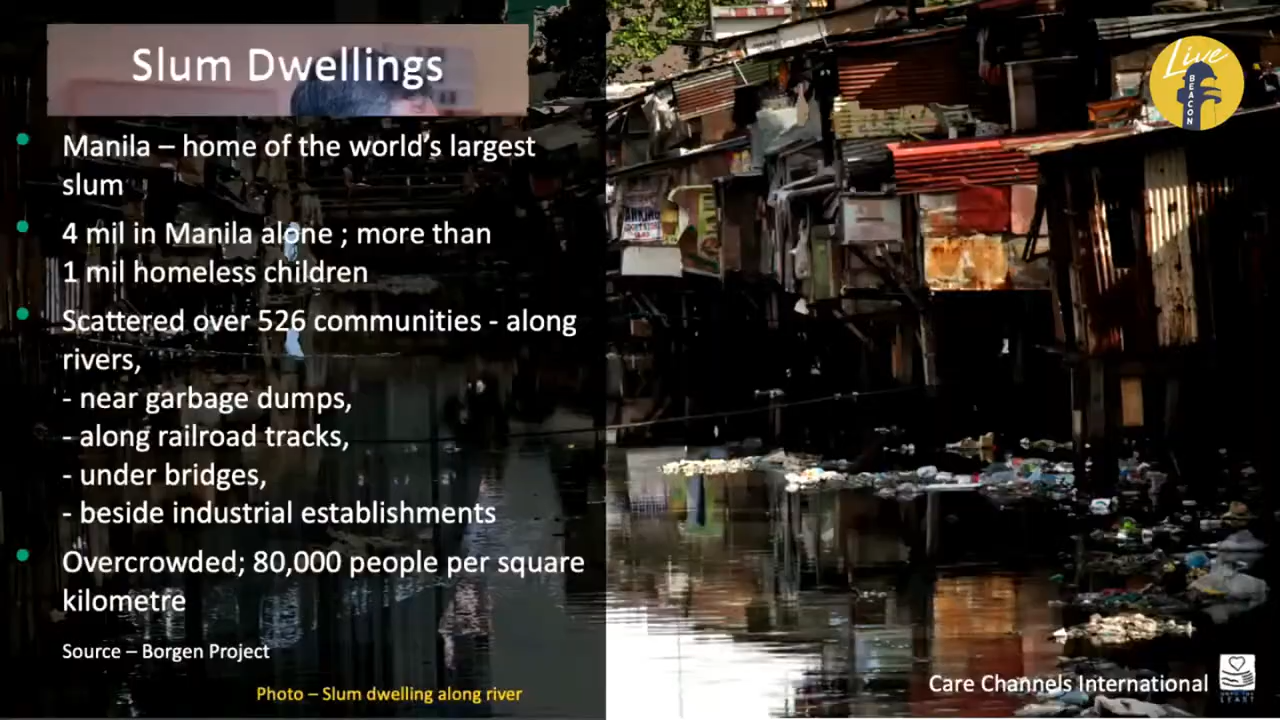 Slum Dwellings
Live
BEACON
Manila – home of the world's largest
slum
4 mil in Manila alone ; more than
1 mil homeless children
Scattered over 526 communities - along
rivers,
- near garbage dumps,
- along railroad tracks,
- under bridges,
- beside industrial establishments
Overcrowded; 80,000 people per square
kilometre
Source – Borgen Project
Photo – Slum dwelling along river
Care Channels International